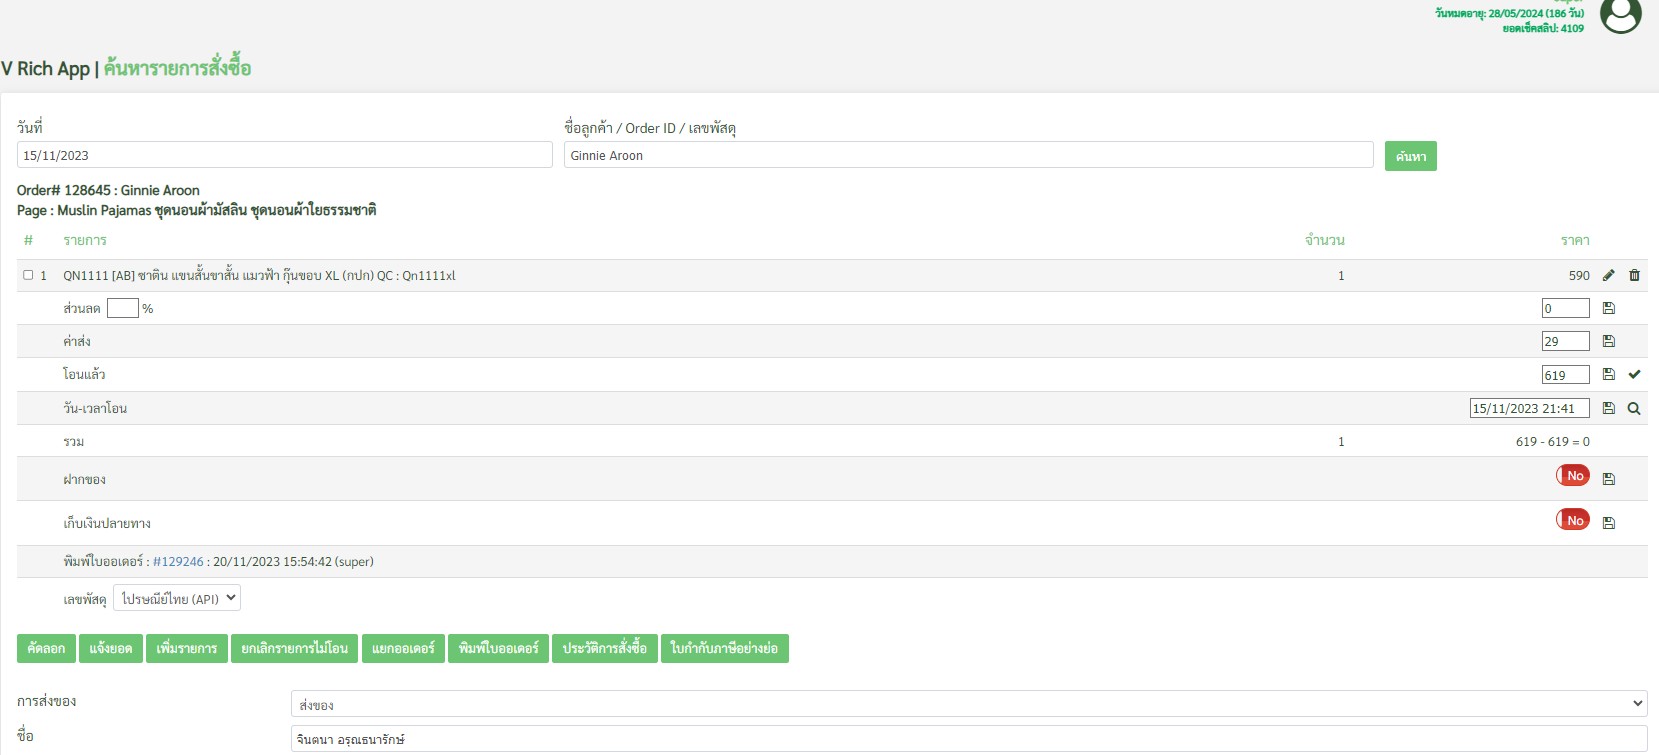 วันหมดอายุ: 28/05/2024 (186 วัน)
ยอดเช็คสลิป: 4109
V Rich App | ค้นหารายการสั่งซื้อ
วันที่ ชื่อลูกค้า / Order ID / เลขพัสดุ
15/11/2023 Ginnie Aroon ค้นหา
Order# 128645 : Ginnie Aroon
Page : Muslin Pajamas ชุดนอนผ้ามัสลิน ชุดนอนผ้าใยธรรมชาติ
# รายการ จำนวน ราคา
1 QN1111 [AB] ซาติน แขนสั้นขาสั้น แมวฟ้า กุ๊นขอบ XL (กปก) QC : Qn1111xl 1 590
ส่วนลด % 0
ค่าส่ง 29
โอนแล้ว 619
วัน-เวลาโอน 15/11/2023 21:41
รวม 1 619 - 619 = 0
ฝากของ No
เก็บเงินปลายทาง No
พิมพ์ใบออเดอร์ : #129246 : 20/11/2023 15:54:42 (super)
เลขพัสดุ ไปรษณีย์ไทย (API)
คัดลอก แจ้งยอด เพิ่มรายการ ยกเลิกรายการไม่โอน แยกออเดอร์ พิมพ์ใบออเดอร์ ประวัติการสั่งซื้อ ใบกำกับภาษีอย่างย่อ
การส่งของ ส่งของ
ชื่อ จินตนา อรุณธนารักษ์